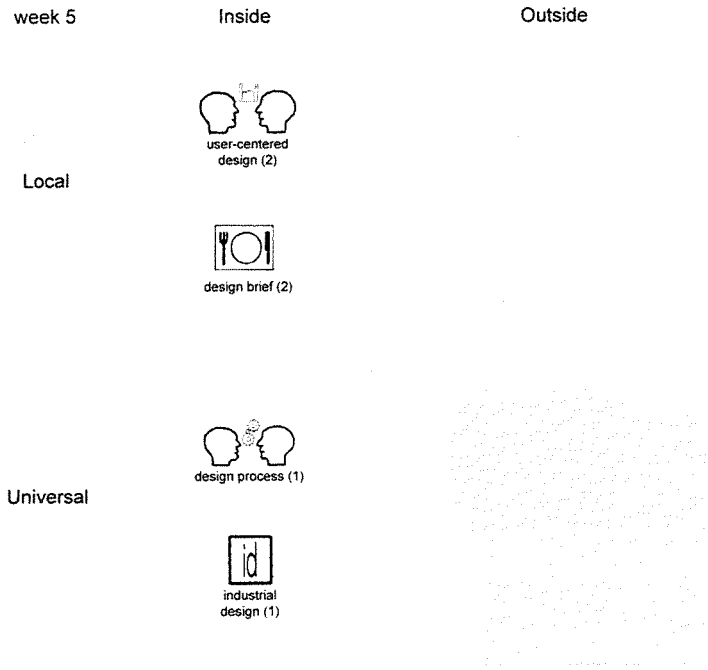 week 5 Inside Outside
user-centered
design (2)
Local
design brief (2)
design process (1)
Universal
id
industrial
design (1)